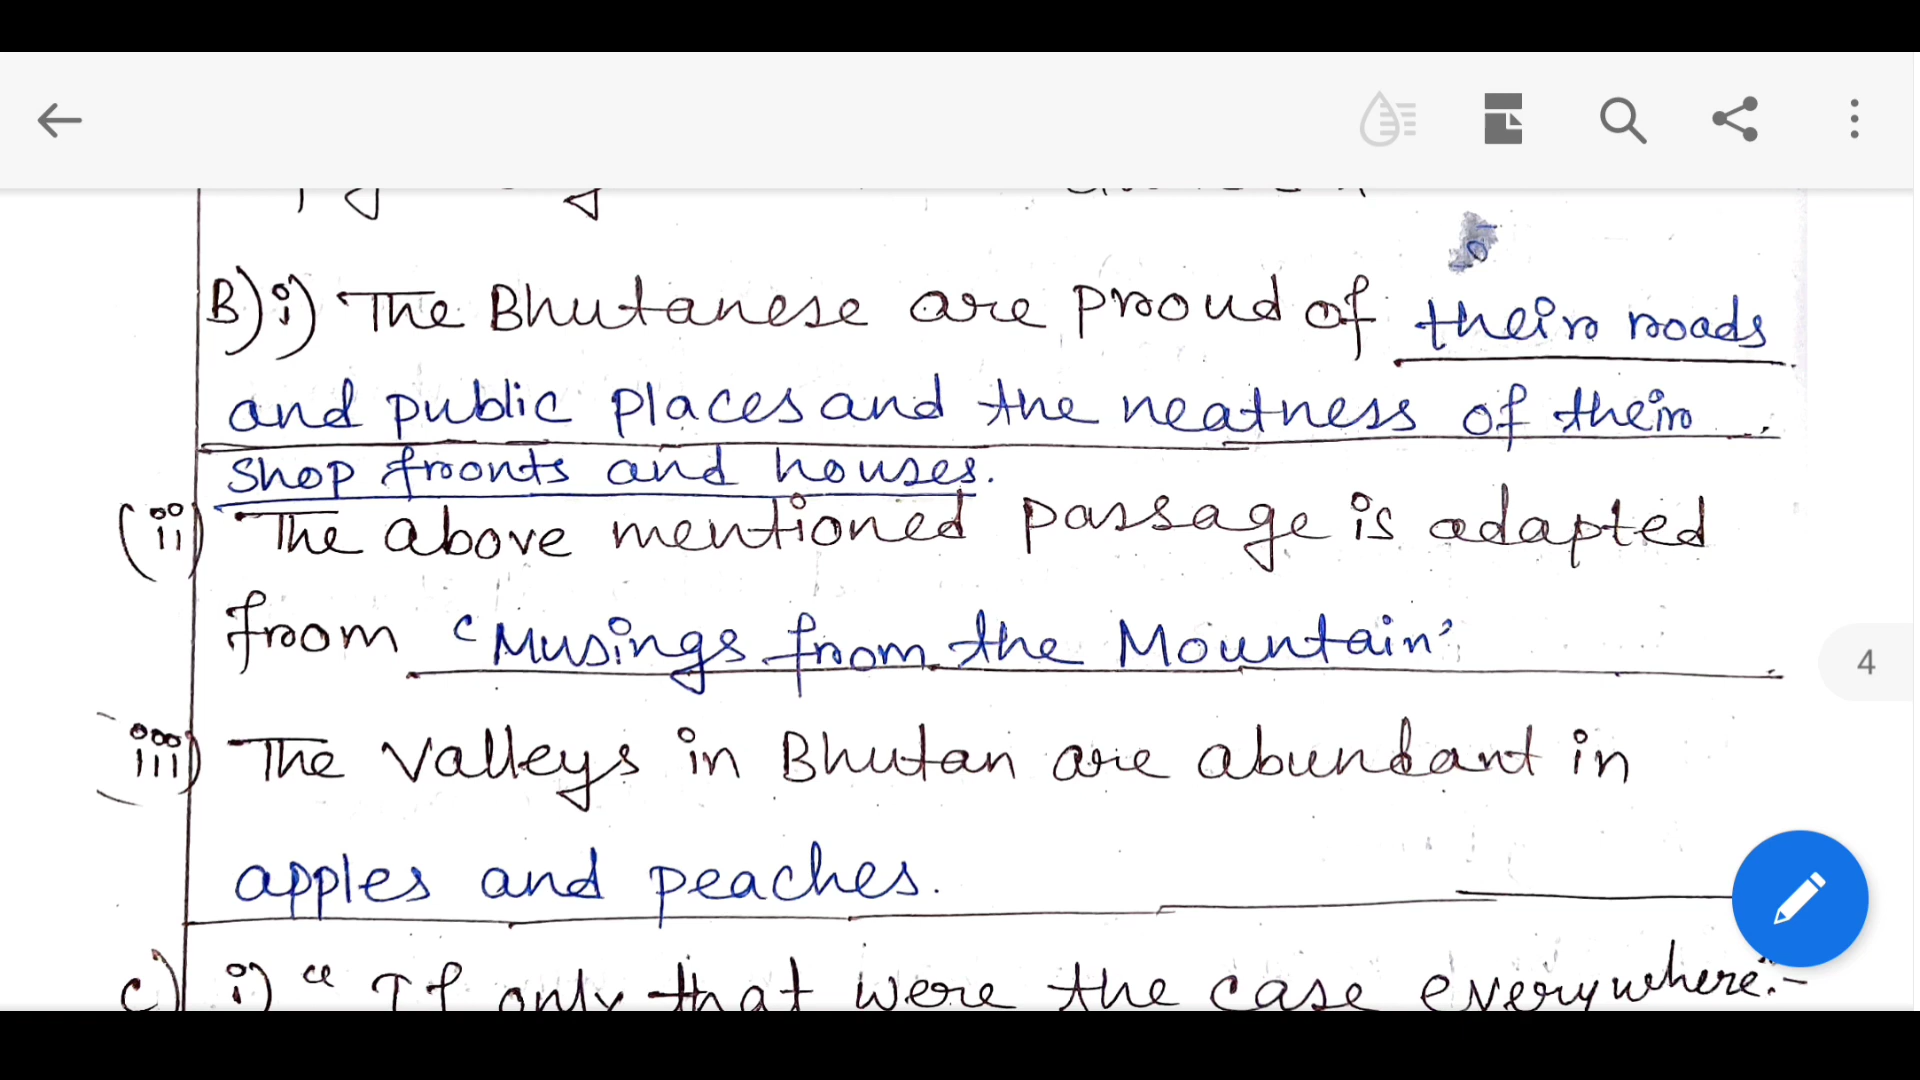 B) i) The Bhutanese are proud of their roads
and public places and the neatness of their
shop fronts and houses.
(ii) The above mentioned passage is adapted
from 'Musings from the Mountain'
4
iii) The valleys in Bhutan are abundant in
apples and peaches.
c) i) " If only that were the case everywhere."-